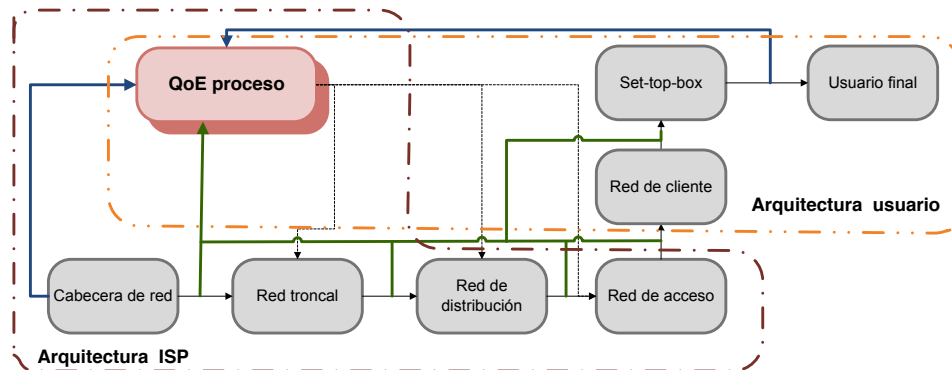 QoE proceso
Set-top-box
Usuario final
Red de cliente
Arquitectura usuario
Cabecera de red
Red troncal
Red de
distribución
Red de acceso
Arquitectura ISP